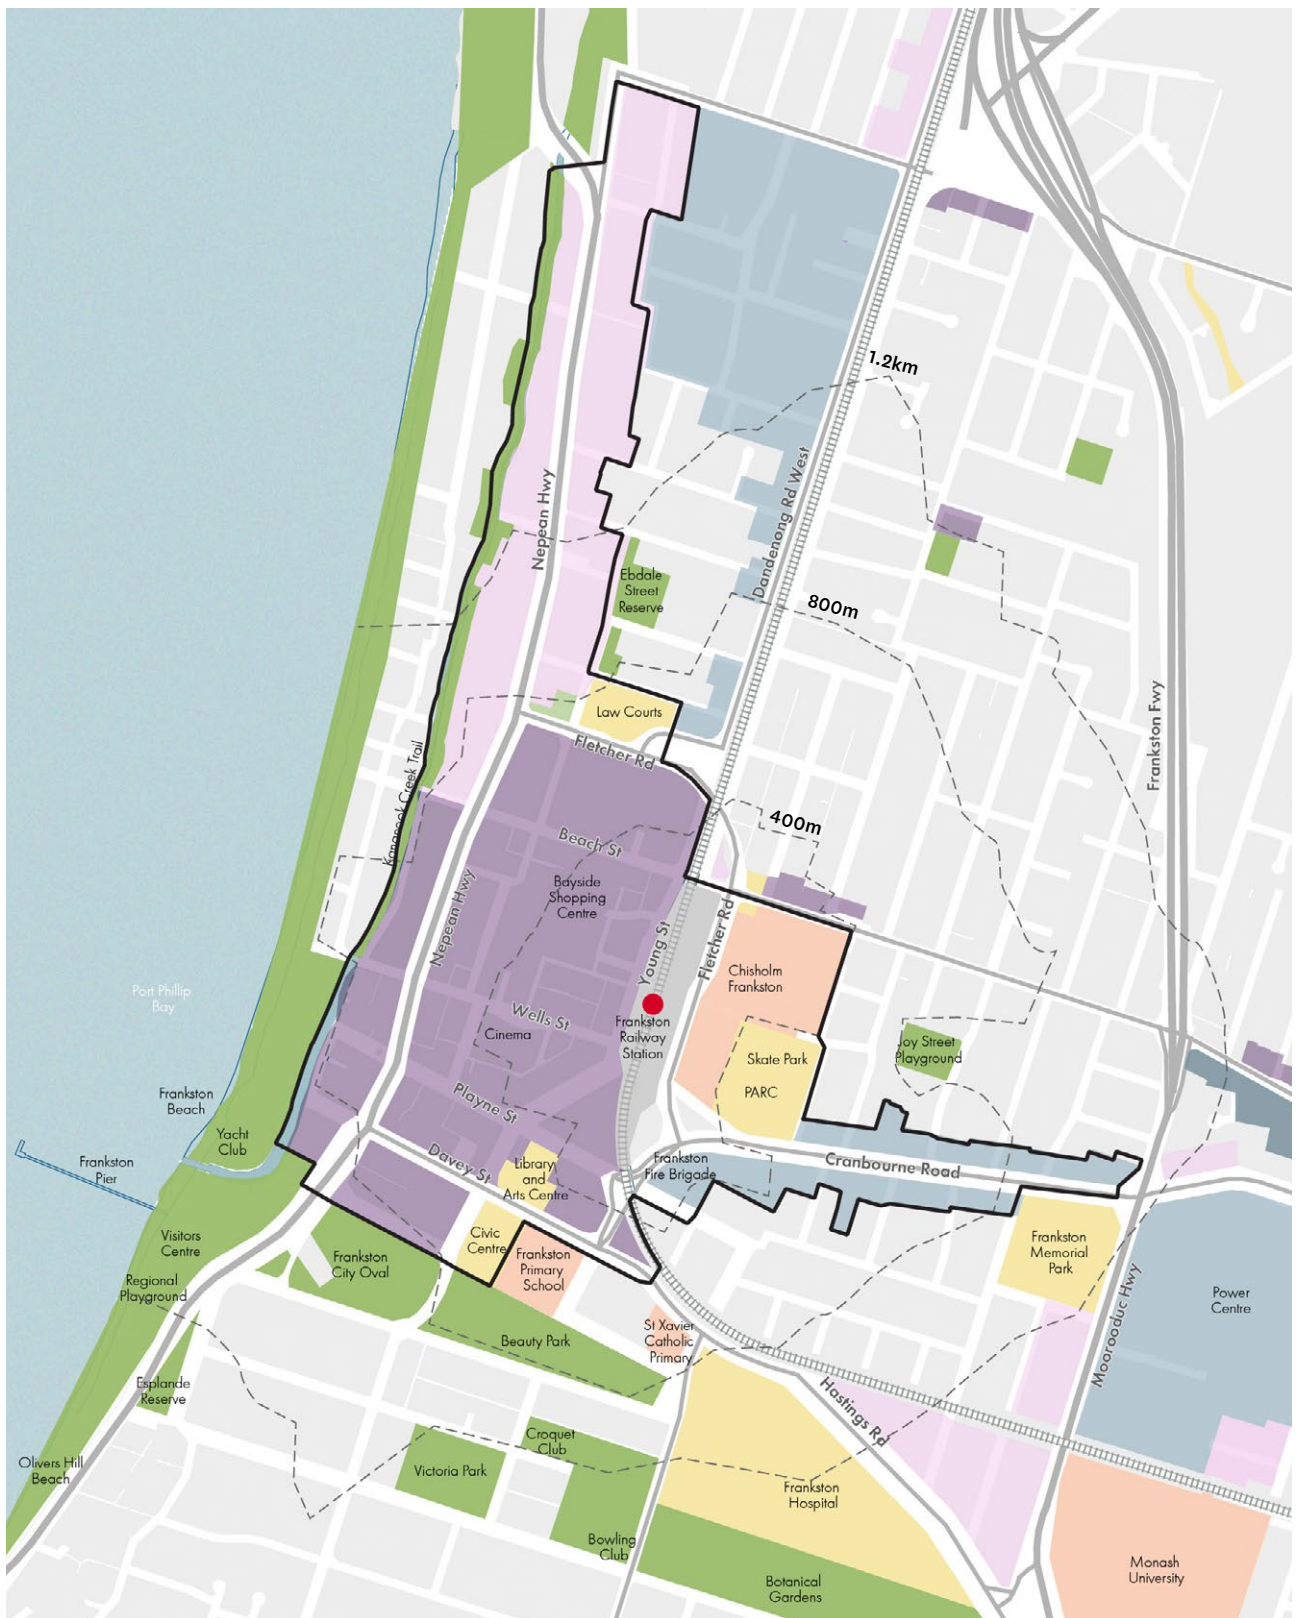 1.2km
Nepean Hwy
Dandenong Rd West
Ebdale
Street
Reserve
800m
Frankston Fwy
Law Courts
Fletcher Rd
Kananook Creek Trail
400m
Beach St
Bayside
Shopping
Centre
Nepean Hwy
Young St
Fletcher Rd
Chisholm
Frankston
Port Phillip
Bay
Wells St
Cinema
Frankston
Railway
Station
Skate Park
PARC
Joy Street
Playground
Frankston
Beach
Yacht
Club
Playne St
Davey St
Library
and
Arts Centre
Frankston
Fire Brigade
Cranbourne Road
Frankston
Pier
Visitors
Centre
Regional
Playground
Frankston
City Oval
Civic
Centre
Frankston
Primary
School
Frankston
Memorial
Park
Moorooduc Hwy
Power
Centre
Beauty Park
St Xavier
Catholic
Primary
Esplande
Reserve
Hastings Rd
Croquet
Club
Olivers Hill
Beach
Victoria Park
Frankston
Hospital
Bowling
Club
Botanical
Gardens
Monash
University